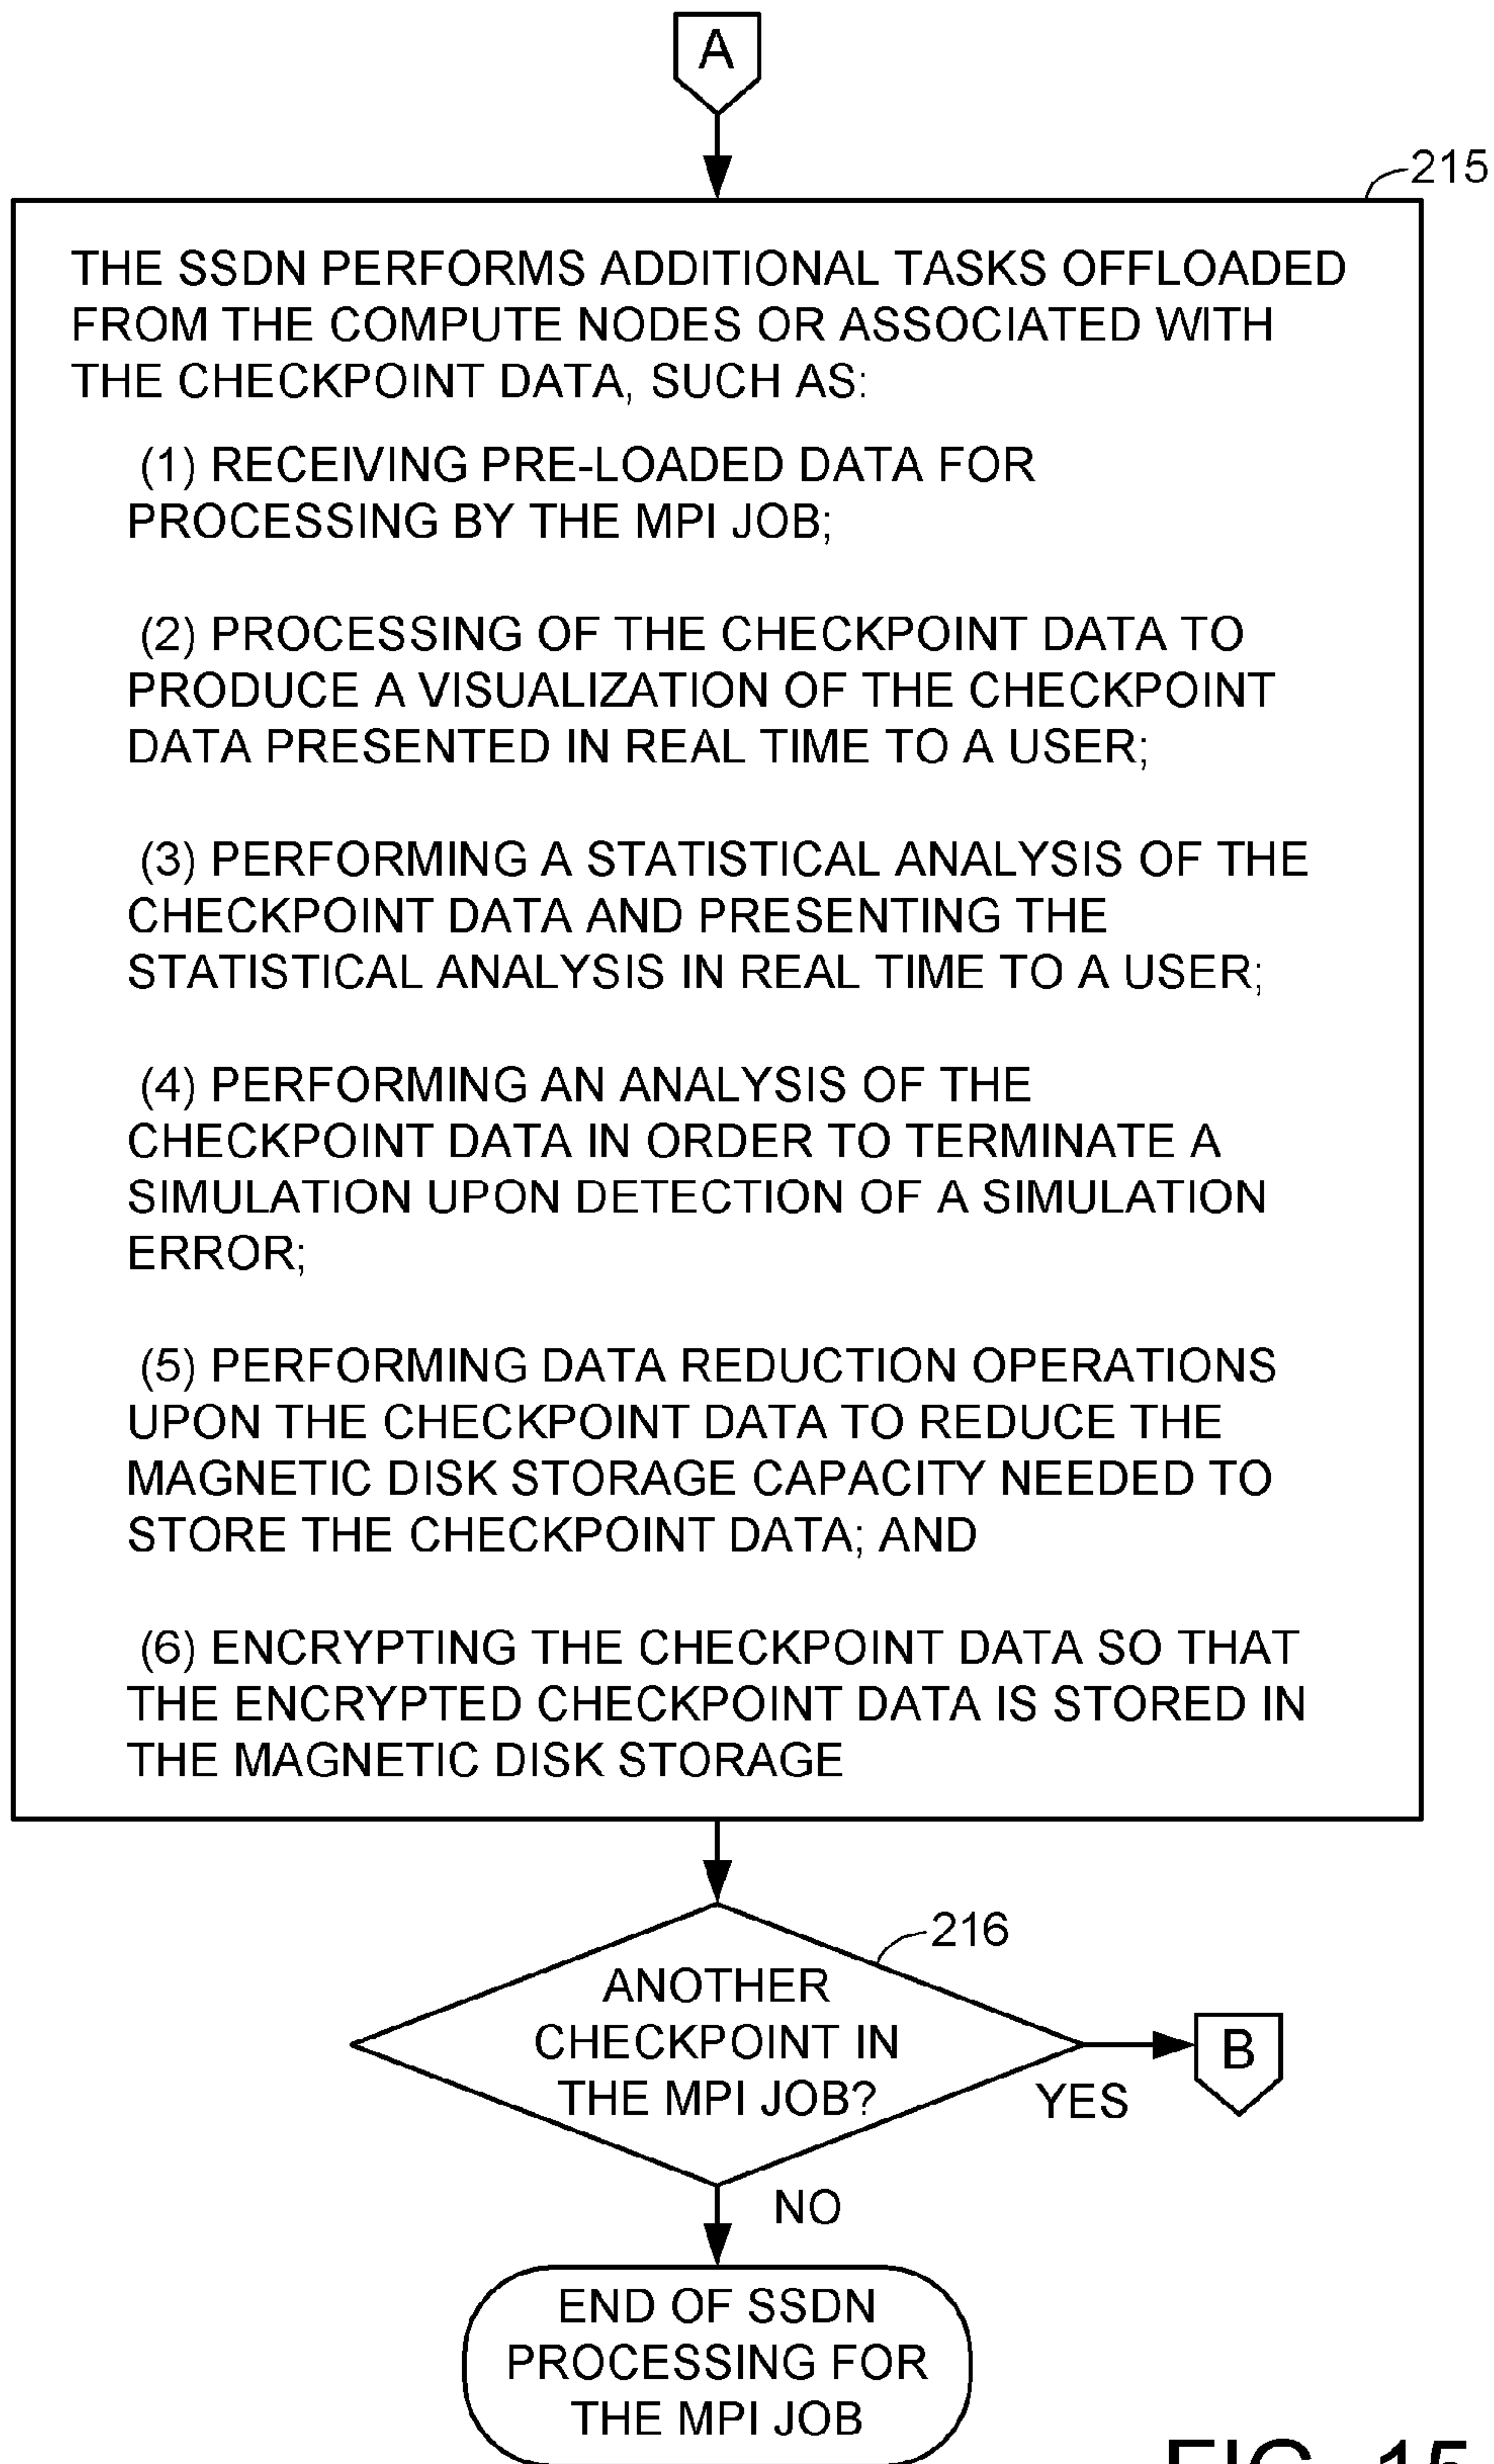 A
215
THE SSDN PERFORMS ADDITIONAL TASKS OFFLOADED
FROM THE COMPUTE NODES OR ASSOCIATED WITH
THE CHECKPOINT DATA, SUCH AS:
(1) RECEIVING PRE-LOADED DATA FOR
PROCESSING BY THE MPI JOB;
(2) PROCESSING OF THE CHECKPOINT DATA TO
PRODUCE A VISUALIZATION OF THE CHECKPOINT
DATA PRESENTED IN REAL TIME TO A USER;
(3) PERFORMING A STATISTICAL ANALYSIS OF THE
CHECKPOINT DATA AND PRESENTING THE
STATISTICAL ANALYSIS IN REAL TIME TO A USER;
(4) PERFORMING AN ANALYSIS OF THE
CHECKPOINT DATA IN ORDER TO TERMINATE A
SIMULATION UPON DETECTION OF A SIMULATION
ERROR;
(5) PERFORMING DATA REDUCTION OPERATIONS
UPON THE CHECKPOINT DATA TO REDUCE THE
MAGNETIC DISK STORAGE CAPACITY NEEDED TO
STORE THE CHECKPOINT DATA; AND
(6) ENCRYPTING THE CHECKPOINT DATA SO THAT
THE ENCRYPTED CHECKPOINT DATA IS STORED IN
THE MAGNETIC DISK STORAGE
216
ANOTHER
CHECKPOINT IN
THE MPI JOB?
YES
B
NO
END OF SSDN
PROCESSING FOR
THE MPI JOB
FIG. 15